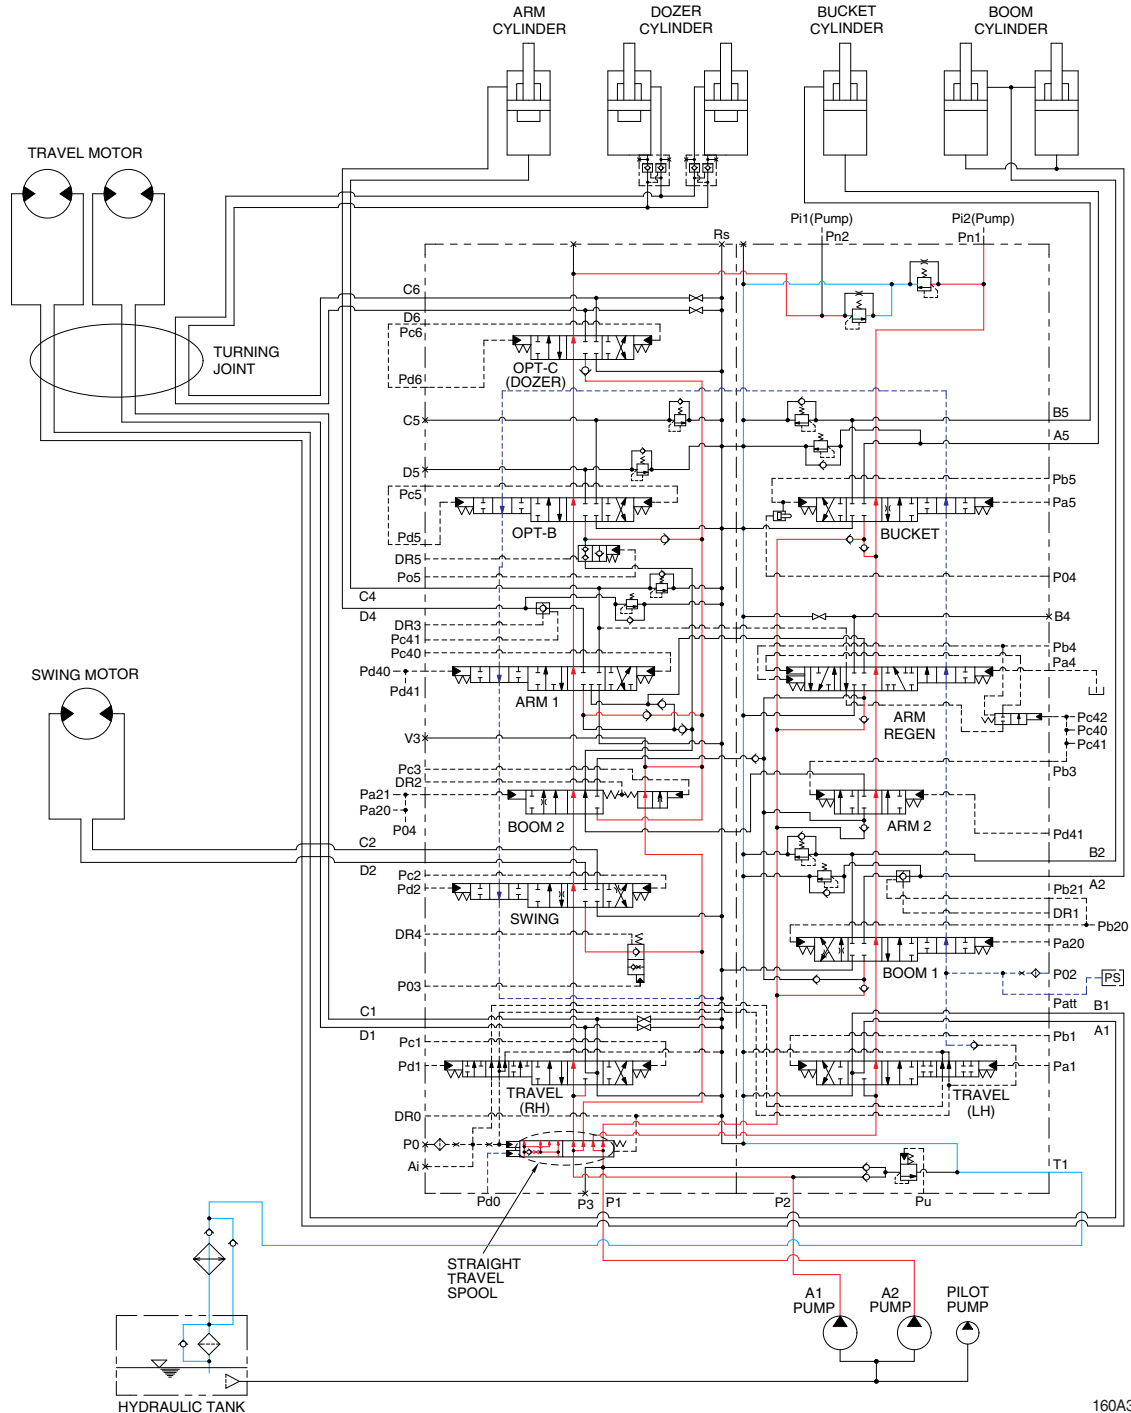 ARM
CYLINDER
DOZER
CYLINDER
BUCKET
CYLINDER
BOOM
CYLINDER
TRAVEL MOTOR
TURNING
JOINT
Pi1(Pump)
Pn2
Pi2(Pump)
Pn1
Rs
C6
D6
Pc6
Pd6
OPT-C
(DOZER)
C5
B5
A5
D5
Pc5
Pb5
Pa5
OPT-B
BUCKET
Pd5
DR5
Po5
P04
C4
D4
B4
DR3
Pc41
Pc40
Pb4
Pa4
Pd40
Pd41
ARM 1
ARM
REGEN
Pc42
Pc40
Pc41
SWING MOTOR
V3
Pc3
DR2
Pb3
Pa21
Pa20
P04
BOOM 2
ARM 2
Pd41
C2
D2
B2
A2
Pc2
Pd2
Pb21
DR1
Pb20
SWING
DR4
Pa20
BOOM 1
P03
P02
PS
Patt
C1
D1
B1
A1
Pc1
Pb1
Pd1
Pa1
TRAVEL
(RH)
TRAVEL
(LH)
DR0
P0
Ai
T1
Pd0
P3
P1
P2
Pu
STRAIGHT
TRAVEL
SPOOL
A1
PUMP
A2
PUMP
PILOT
PUMP
HYDRAULIC TANK